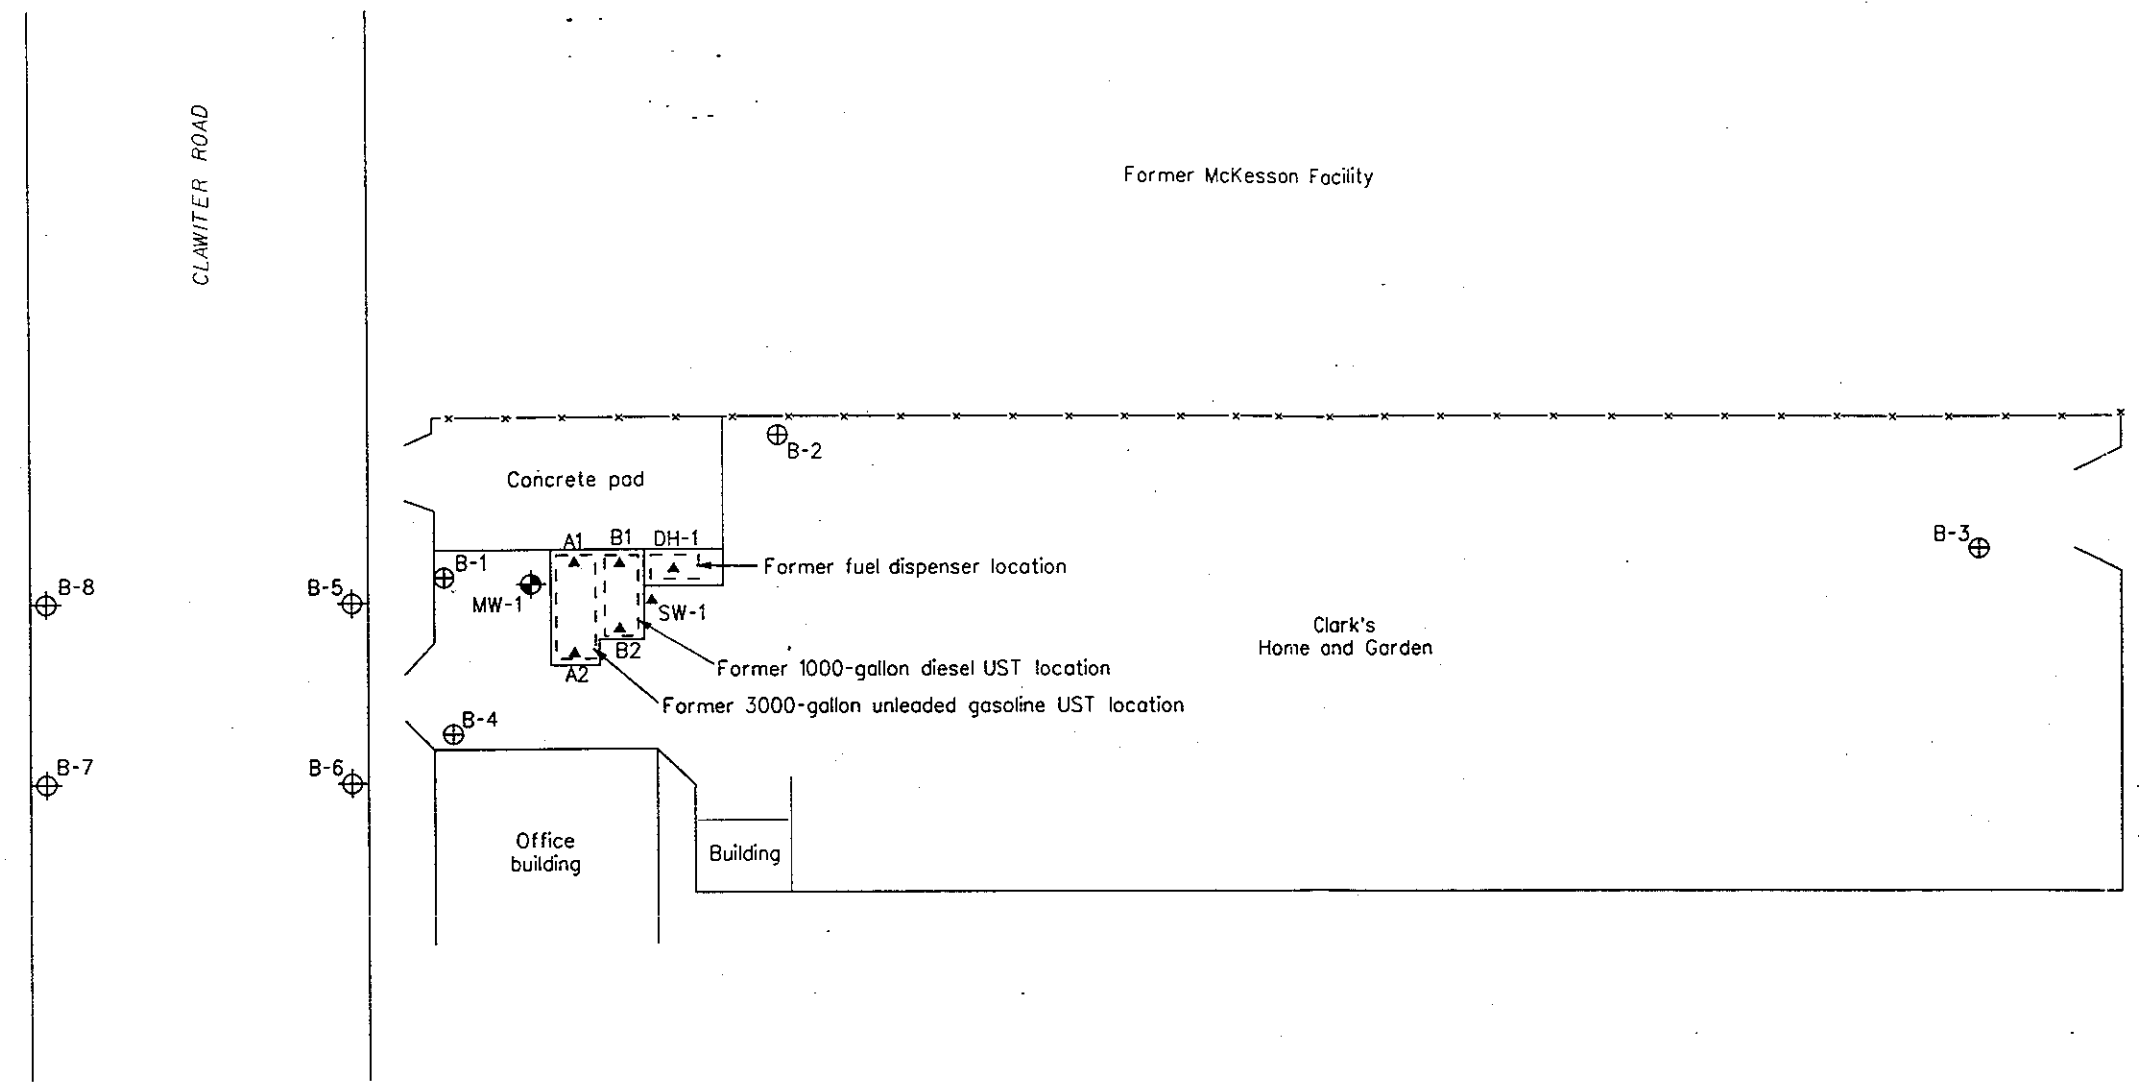 CLAWITER ROAD
Former McKesson Facility
B-2
Concrete pad
A1
B1
DH-1
B-3
B-1
Former fuel dispenser location
B-8
B-5
MW-1
SW-1
Clark's
Home and Garden
B2
A2
Former 1000-gallon diesel UST location
Former 3000-gallon unleaded gasoline UST location
B-4
B-7
B-6
Office
building
Building